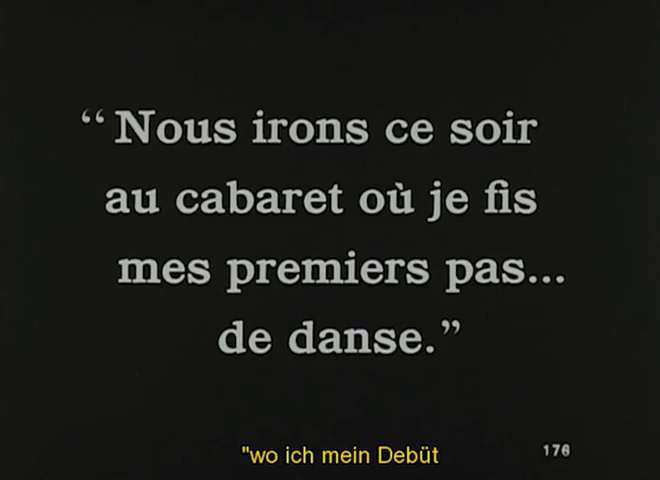 “Nous irons ce soir
au cabaret où je fis
mes premiers pas...
de danse.”
"wo ich mein Debüt
176